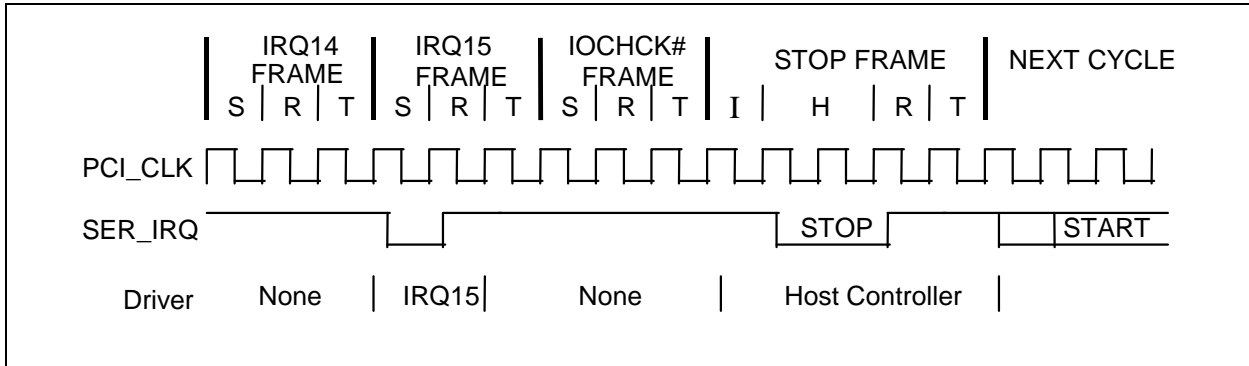 IRQ14 FRAME
IRQ15 FRAME
IOCHCK# FRAME
STOP FRAME
NEXT CYCLE
S R T S R T S R T I H R T
PCI_CLK
SER_IRQ STOP START
Driver None IRQ15 None Host Controller